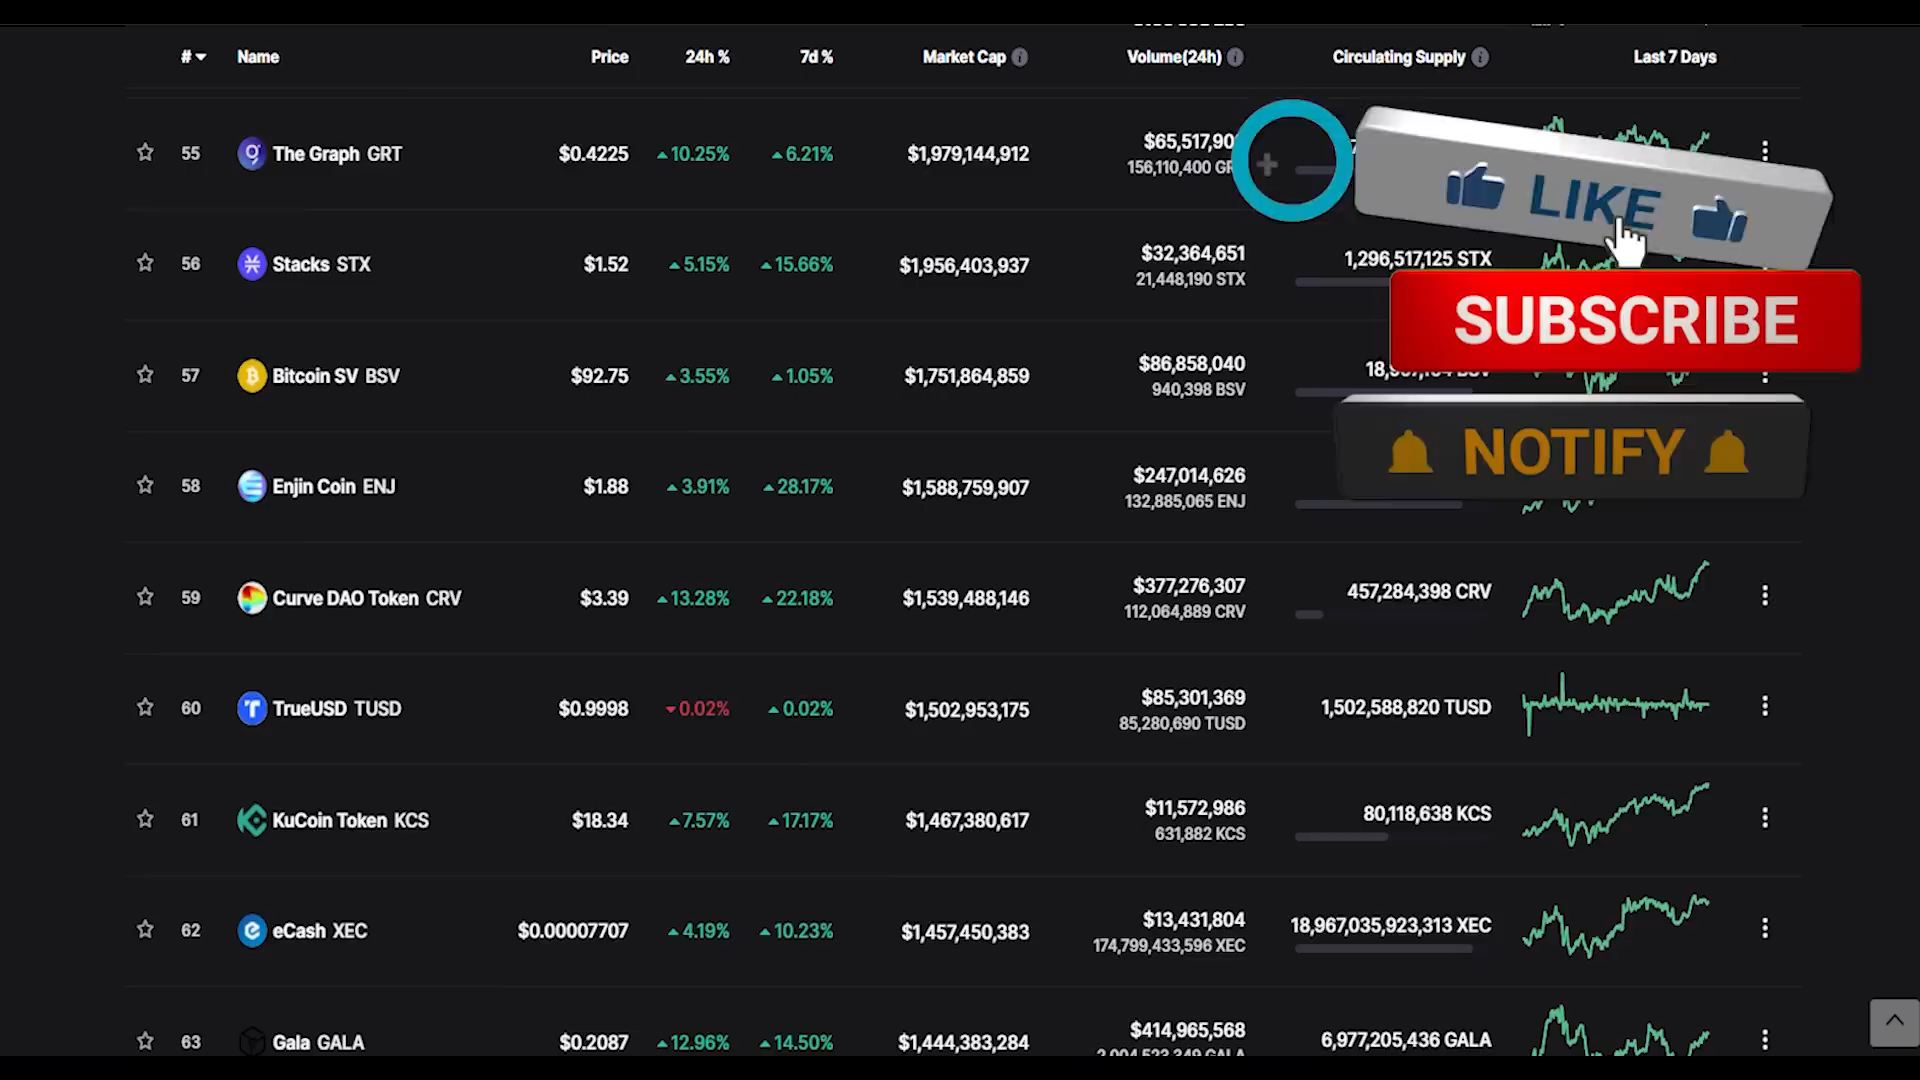 # Name Price 24h % 7d % Market Cap Volume(24h) Circulating Supply Last 7 Days
55 The Graph GRT $0.4225 10.25% 6.21% $1,979,144,912
156,110,400
LIKE
56 Stacks STX $1.52 5.15% 15.66% $1,956,403,937 $32,364,651 1,296,517,125 STX
21,448,190 STX
SUBSCRIBE
57 Bitcoin SV BSV $92.75 3.55% 1.05% $1,751,864,859 $86,858,040
940,398 BSV
NOTIFY
58 Enjin Coin ENJ $1.88 3.91% 28.17% $1,588,759,907 $247,014,626
132,885,065 ENJ
59 Curve DAO Token CRV $3.39 13.28% 22.18% $1,539,488,146 $377,276,307 457,284,398 CRV
112,064,889 CRV
60 TrueUSD TUSD $0.9998 0.02% 0.02% $1,502,953,175 $85,301,369 1,502,588,820 TUSD
85,280,690 TUSD
61 KuCoin Token KCS $18.34 7.57% 17.17% $1,467,380,617 $11,572,986 80,118,638 KCS
631,882 KCS
62 eCash XEC $0.00007707 4.19% 10.23% $1,457,450,383 $13,431,804 18,967,035,923,313 XEC
174,799,433,596 XEC
63 Gala GALA $0.2087 12.96% 14.50% $1,444,383,284 $414,965,568 6,977,205,436 GALA